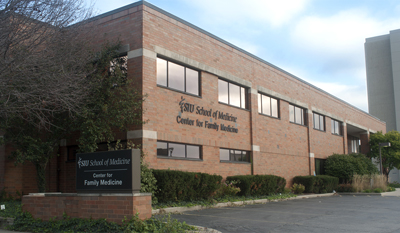 SIU School of Medicine
Center for Family Medicine
SIU School of Medicine
Center for
Family Medicine